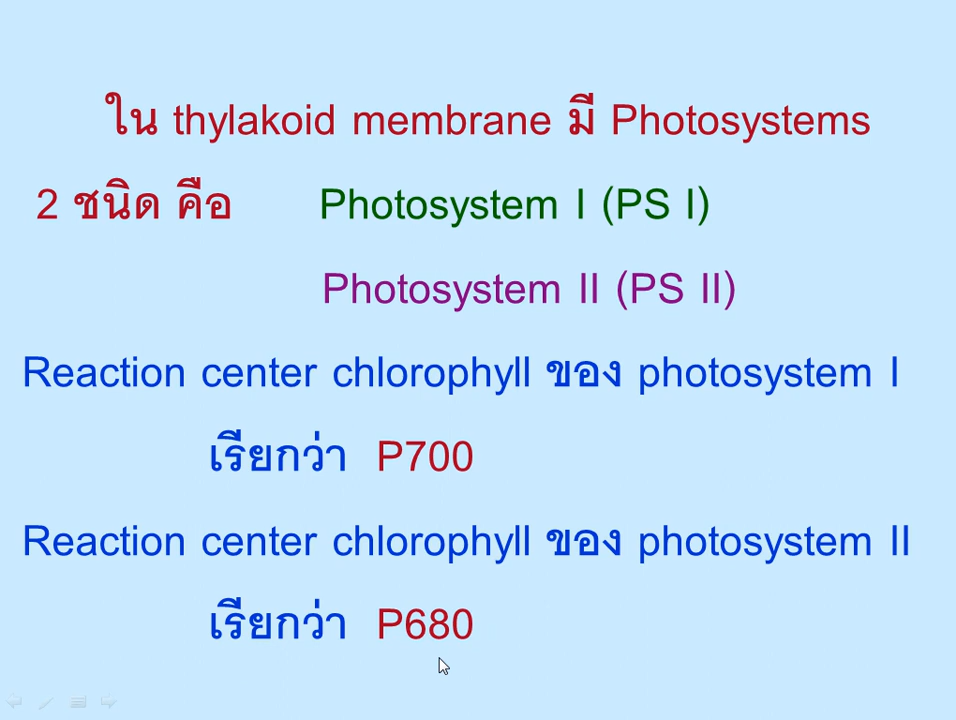 ใน thylakoid membrane มี Photosystems
2 ชนิด คือ Photosystem I (PS I)
Photosystem II (PS II)
Reaction center chlorophyll ของ photosystem I
เรียกว่า P700
Reaction center chlorophyll ของ photosystem II
เรียกว่า P680